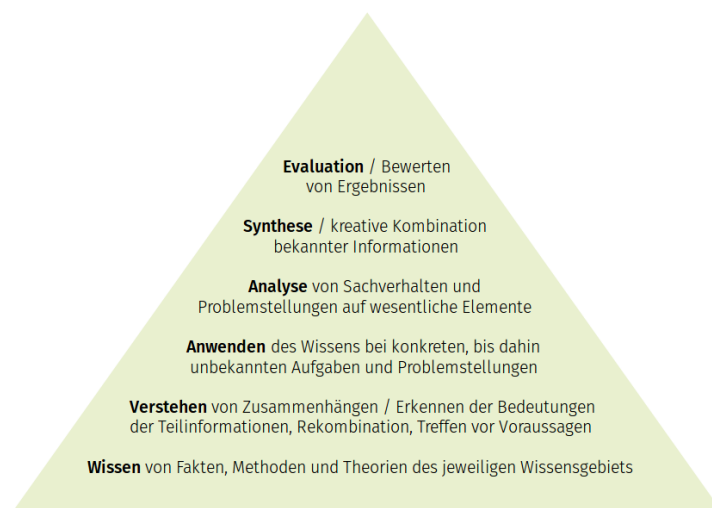 Evaluation / Bewerten
von Ergebnissen
Synthese / kreative Kombination
bekannter Informationen
Analyse von Sachverhalten und
Problemstellungen auf wesentliche Elemente
Anwenden des Wissens bei konkreten, bis dahin
unbekannten Aufgaben und Problemstellungen
Verstehen von Zusammenhängen / Erkennen der Bedeutungen
der Teilinformationen, Rekombination, Treffen vor Voraussagen
Wissen von Fakten, Methoden und Theorien des jeweiligen Wissensgebiets